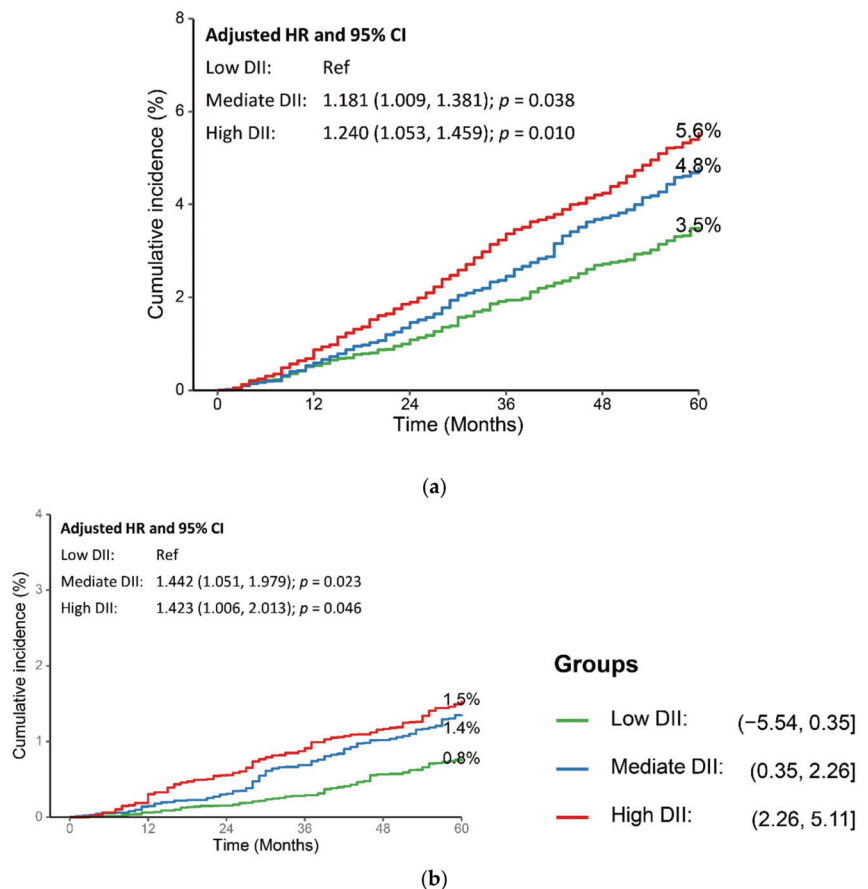 8
Adjusted HR and 95% CI
Low DII: Ref
Mediate DII: 1.181 (1.009, 1.381); p = 0.038
High DII: 1.240 (1.053, 1.459); p = 0.010
6
5.6%
4.8%
4
3.5%
2
0
Cumulative incidence (%)
0 12 24 36 48 60
Time (Months)
(a)
4
Adjusted HR and 95% CI
Low DII: Ref
Mediate DII: 1.442 (1.051, 1.979); p = 0.023
High DII: 1.423 (1.006, 2.013); p = 0.046
3
2
1.5%
1.4%
1
0.8%
0
Cumulative incidence (%)
0 12 24 36 48 60
Time (Months)
Groups
Low DII: (−5.54, 0.35]
Mediate DII: (0.35, 2.26]
High DII: (2.26, 5.11]
(b)